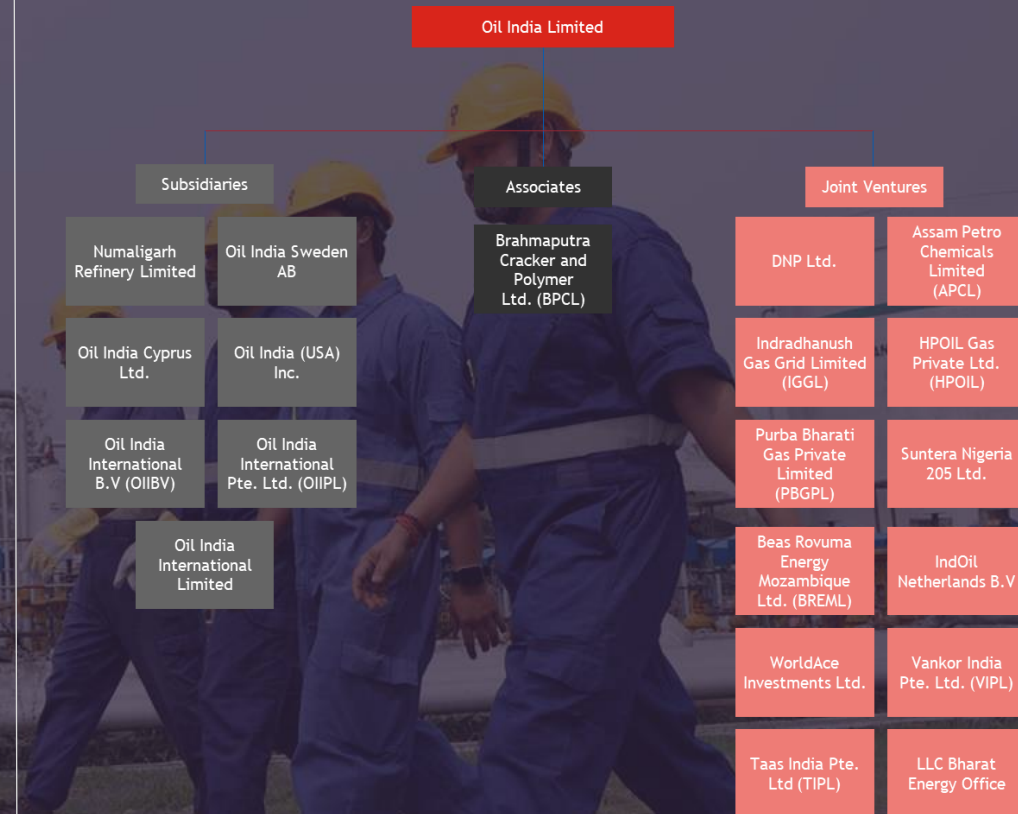 Oil India Limited
Subsidiaries
Numaligarh
Refinery Limited
Oil India Sweden
AB
Oil India Cyprus
Ltd.
Oil India (USA)
Inc.
Oil India
International
B.V (OIIBV)
Oil India
International
Pte. Ltd. (OIIPL)
Oil India
International
Limited
Associates
Brahmaputra
Cracker and
Polymer
Ltd. (BPCL)
Joint Ventures
DNP Ltd.
Assam Petro
Chemicals
Limited
(APCL)
Indradhanush
Gas Grid Limited
(IGGL)
HPOIL Gas
Private Ltd.
(HPOIL)
Purba Bharati
Gas Private
Limited
(PBGPL)
Suntera Nigeria
205 Ltd.
Beas Rovuma
Energy
Mozambique
Ltd. (BREML)
IndOil
Netherlands B.V
WorldAce
Investments Ltd.
Vankor India
Pte. Ltd. (VIPL)
Taas India Pte.
Ltd (TIPL)
LLC Bharat
Energy Office